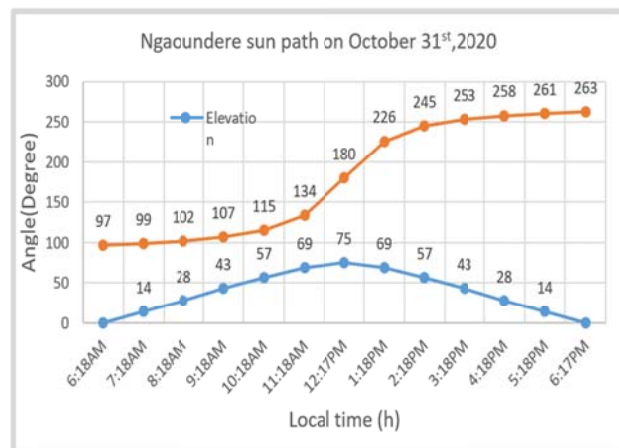 Ngaoundere sun path on October 31st,2020
300
250
200
150
100
50
0
Angle(Degree)
Elevatio
n
97 99 102 107 115 134 180 226 245 253 258 261 263
14 28 43 57 69 75 69 57 43 28 14
6:18AM 7:18AM 8:18AM 9:18AM 10:18AM 11:18AM 12:17PM 1:18PM 2:18PM 3:18PM 4:18PM 5:18PM 6:17PM
Local time (h)